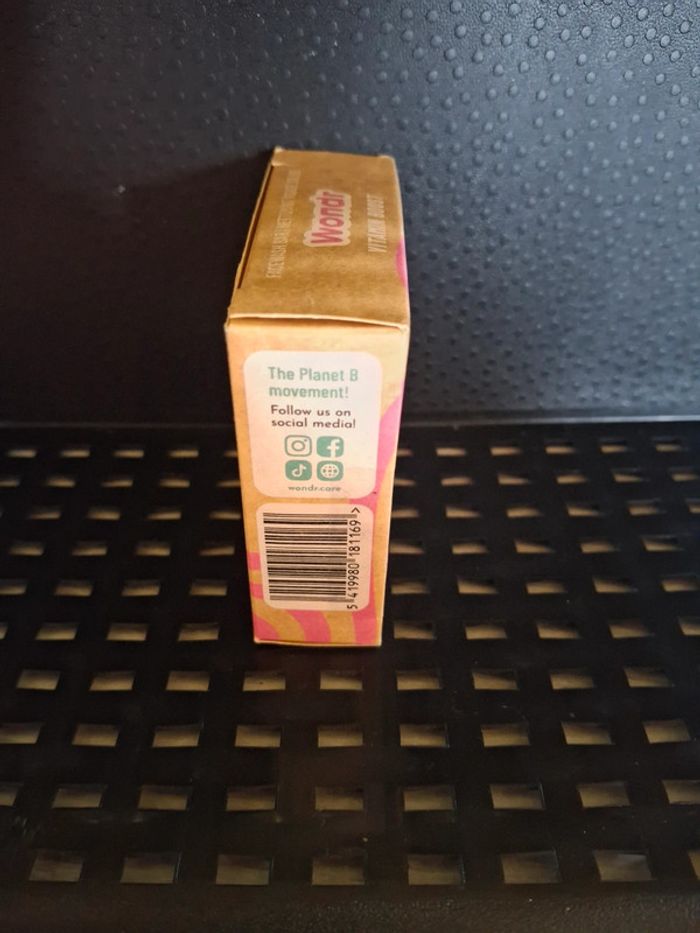 Wondr
VITAMIN BOOST
The Planet B
movement!
Follow us on
social media!
wondr.care
5 419980 181169 >